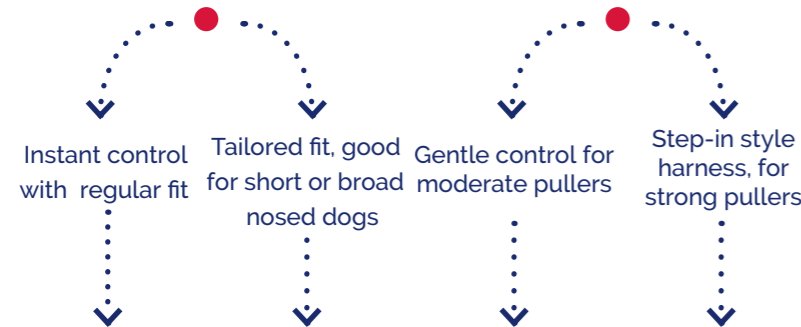 Instant control
with regular fit
Tailored fit, good
for short or broad
nosed dogs
Gentle control for
moderate pullers
Step-in style
harness, for
strong pullers